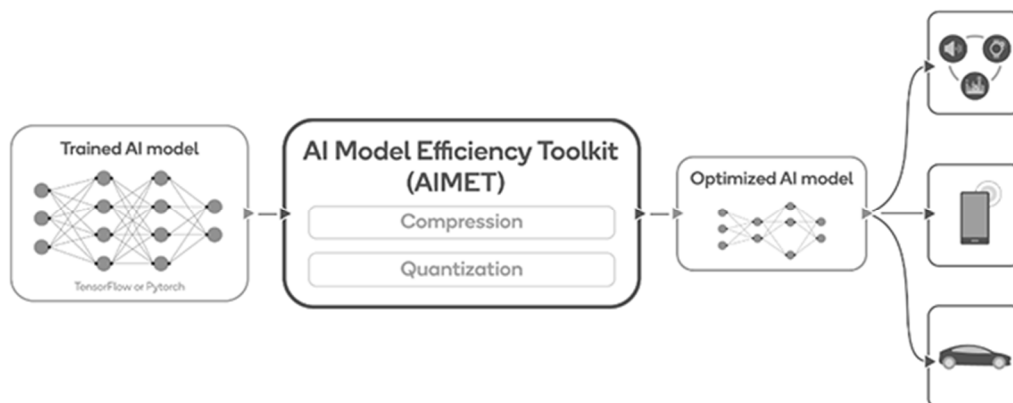 Trained AI model
TensorFlow or Pytorch
AI Model Efficiency Toolkit
(AIMET)
Compression
Quantization
Optimized AI model